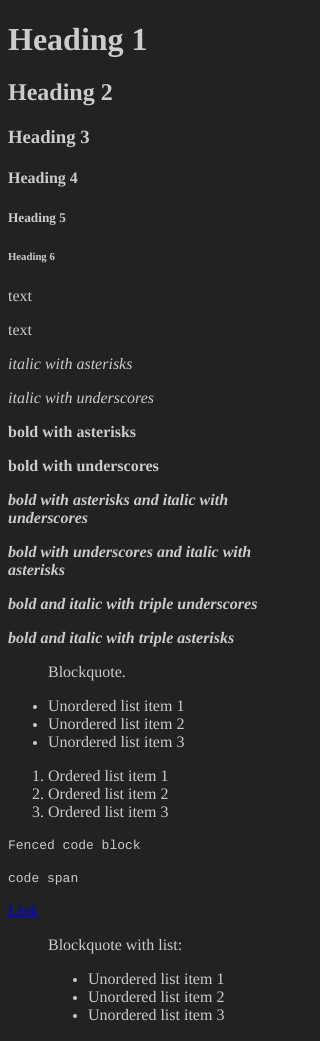 Heading 1
Heading 2
Heading 3
Heading 4
Heading 5
Heading 6
text
text
italic with asterisks
italic with underscores
bold with asterisks
bold with underscores
bold with asterisks and italic with
underscores
bold with underscores and italic with
asterisks
bold and italic with triple underscores
bold and italic with triple asterisks
Blockquote.
• Unordered list item 1
• Unordered list item 2
• Unordered list item 3
1. Ordered list item 1
2. Ordered list item 2
3. Ordered list item 3
Fenced code block
code span
Link
Blockquote with list:
• Unordered list item 1
• Unordered list item 2
• Unordered list item 3